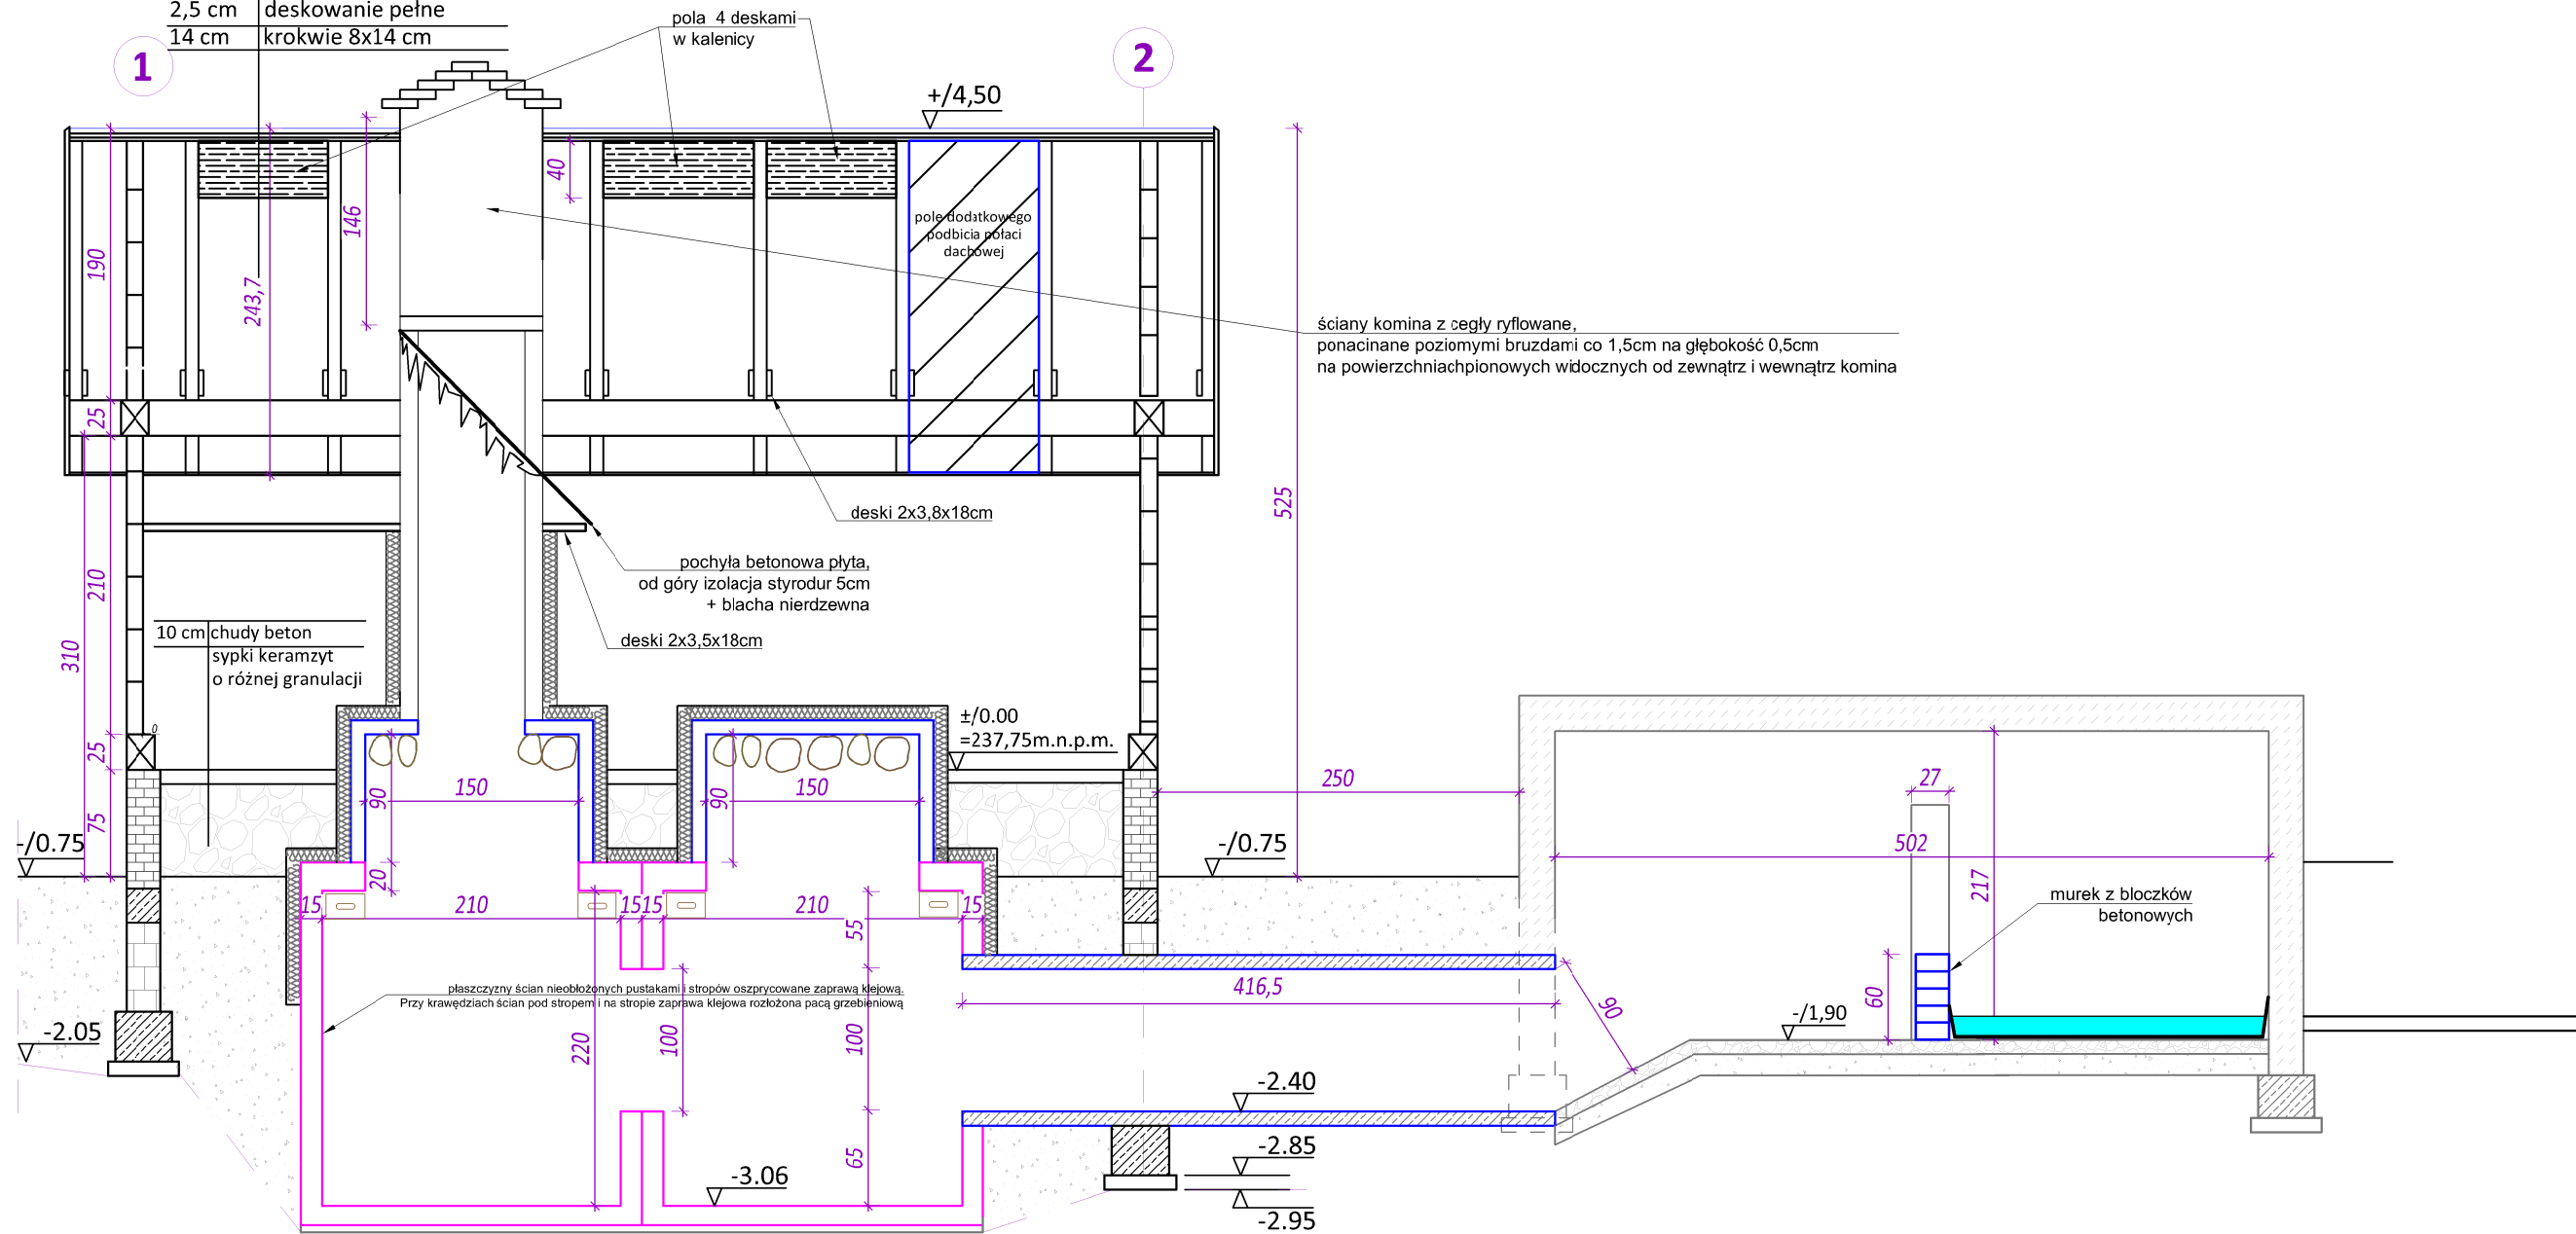 2,5 cm deskowanie pełne
14 cm krokwie 8x14 cm
1
pola 4 deskami
w kalenicy
2
+/4,50
40
146
190
243,7
pole dodatkowego
podbicia połaci
dachowej
ściany komina z cegły ryflowane,
ponacinane poziomymi bruzdami co 1,5cm na głębokość 0,5cm
na powierzchniachpionowych widocznych od zewnątrz i wewnątrz komina
25
525
deski 2x3,8x18cm
pochyła betonowa płyta,
od góry izolacja styrodur 5cm
+ blacha nierdzewna
210
310
deski 2x3,5x18cm
10 cm chudy beton
sypki keramzyt
o różnej granulacji
0
±/0.00
=237,75m.n.p.m.
25
90
150
90
150
250
27
75
-/0.75
-/0.75
502
20
217
murek z bloczków
betonowych
15
210
15
15
210
15
55
416,5
90
60
płaszczyzny ścian nieobłożonych pustakami i stropów oszprycowane zaprawą klejową.
Przy krawędziach ścian pod stropem i na stropie zaprawa klejowa rozłożona pacą grzebieniową
-/1,90
-2.05
220
100
100
-2.40
65
-2.85
-3.06
-2.95